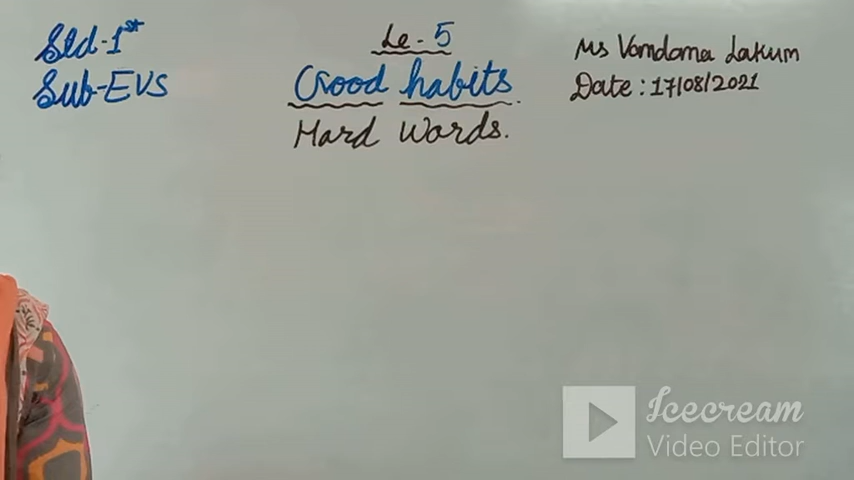 Std-1st
Sub-EVS
Le-5
Good habits.
Hard Words.
Ms Vandana Lakum
Date: 17/08/2021
Icecream
Video Editor